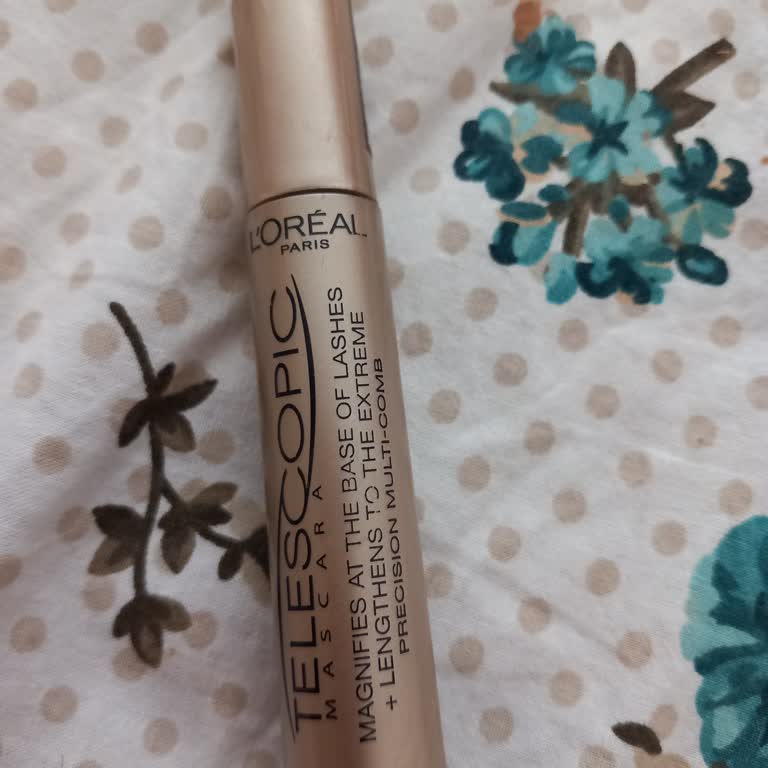 L'ORÉAL
PARIS
TELESCOPIC
MASCARA
MAGNIFIES AT THE BASE OF LASHES
+ LENGTHENS TO THE EXTREME
PRECISION MULTI-COMB